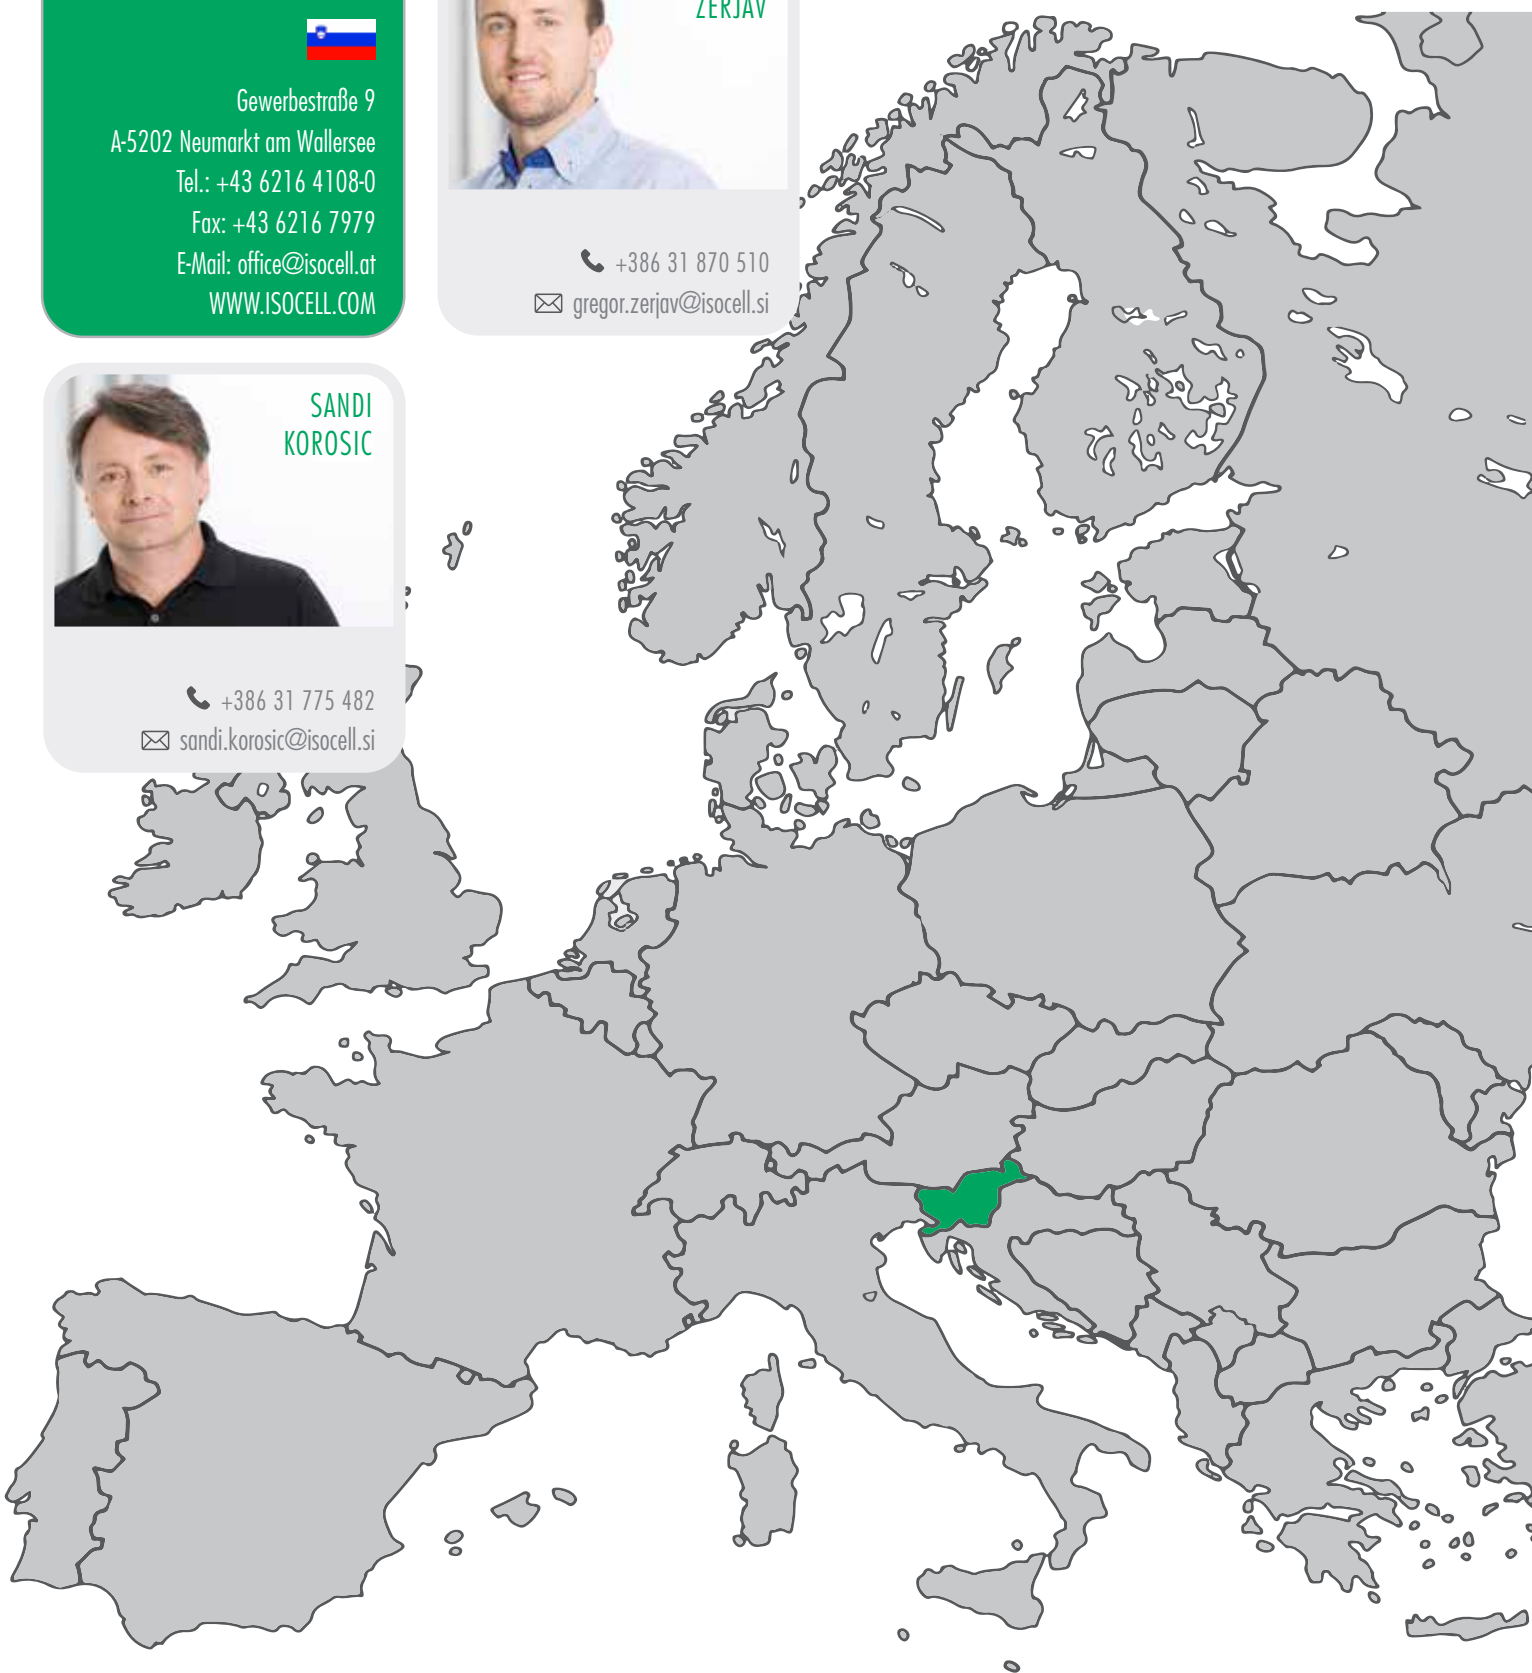 Gewerbestraße 9
A-5202 Neumarkt am Wallersee
Tel.: +43 6216 4108-0
Fax: +43 6216 7979
E-Mail: office@isocell.at
WWW.ISOCELL.COM
ZERJAV
+386 31 870 510
gregor.zerjav@isocell.si
SANDI
KOROSIC
+386 31 775 482
sandi.korosic@isocell.si